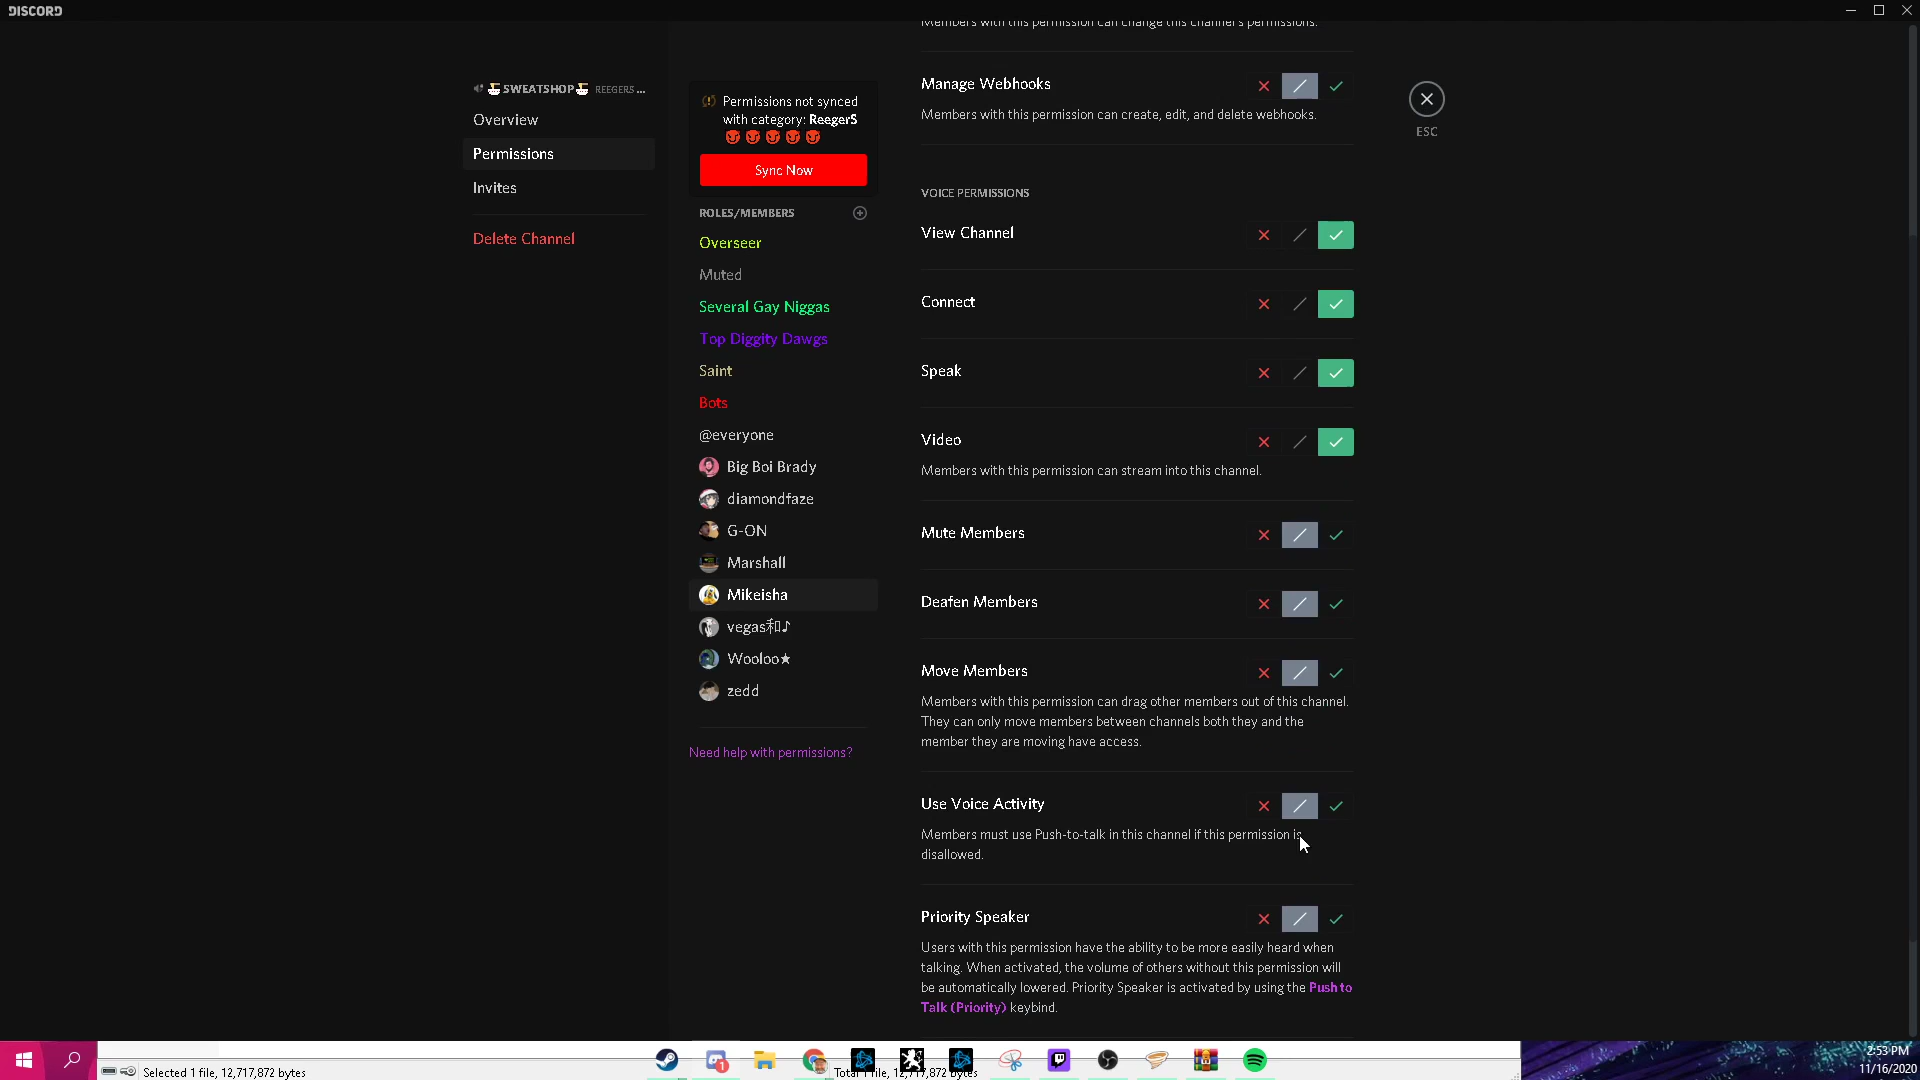 DISCORD
SWEATSHOP REEGERS ...
Overview
Permissions
Invites
Delete Channel
Permissions not synced
with category: ReegerS
Sync Now
ROLES/MEMBERS
Overseer
Muted
Several Gay Niggas
Top Diggity Dawgs
Saint
Bots
@everyone
Big Boi Brady
diamondfaze
G-ON
Marshall
Mikeisha
vegas和♪
Wooloo★
zedd
Need help with permissions?
Members with this permission can change this channel's permissions.
Manage Webhooks
Members with this permission can create, edit, and delete webhooks.
VOICE PERMISSIONS
View Channel
Connect
Speak
Video
Members with this permission can stream into this channel.
Mute Members
Deafen Members
Move Members
Members with this permission can drag other members out of this channel.
They can only move members between channels both they and the
member they are moving have access.
Use Voice Activity
Members must use Push-to-talk in this channel if this permission is
disallowed.
Priority Speaker
Users with this permission have the ability to be more easily heard when
talking. When activated, the volume of others without this permission will
be automatically lowered. Priority Speaker is activated by using the Push to
Talk (Priority) keybind.
ESC
Selected 1 file, 12,717,872 bytes
Total 1 file, 12,717,872 bytes
2:53 PM
11/16/2020